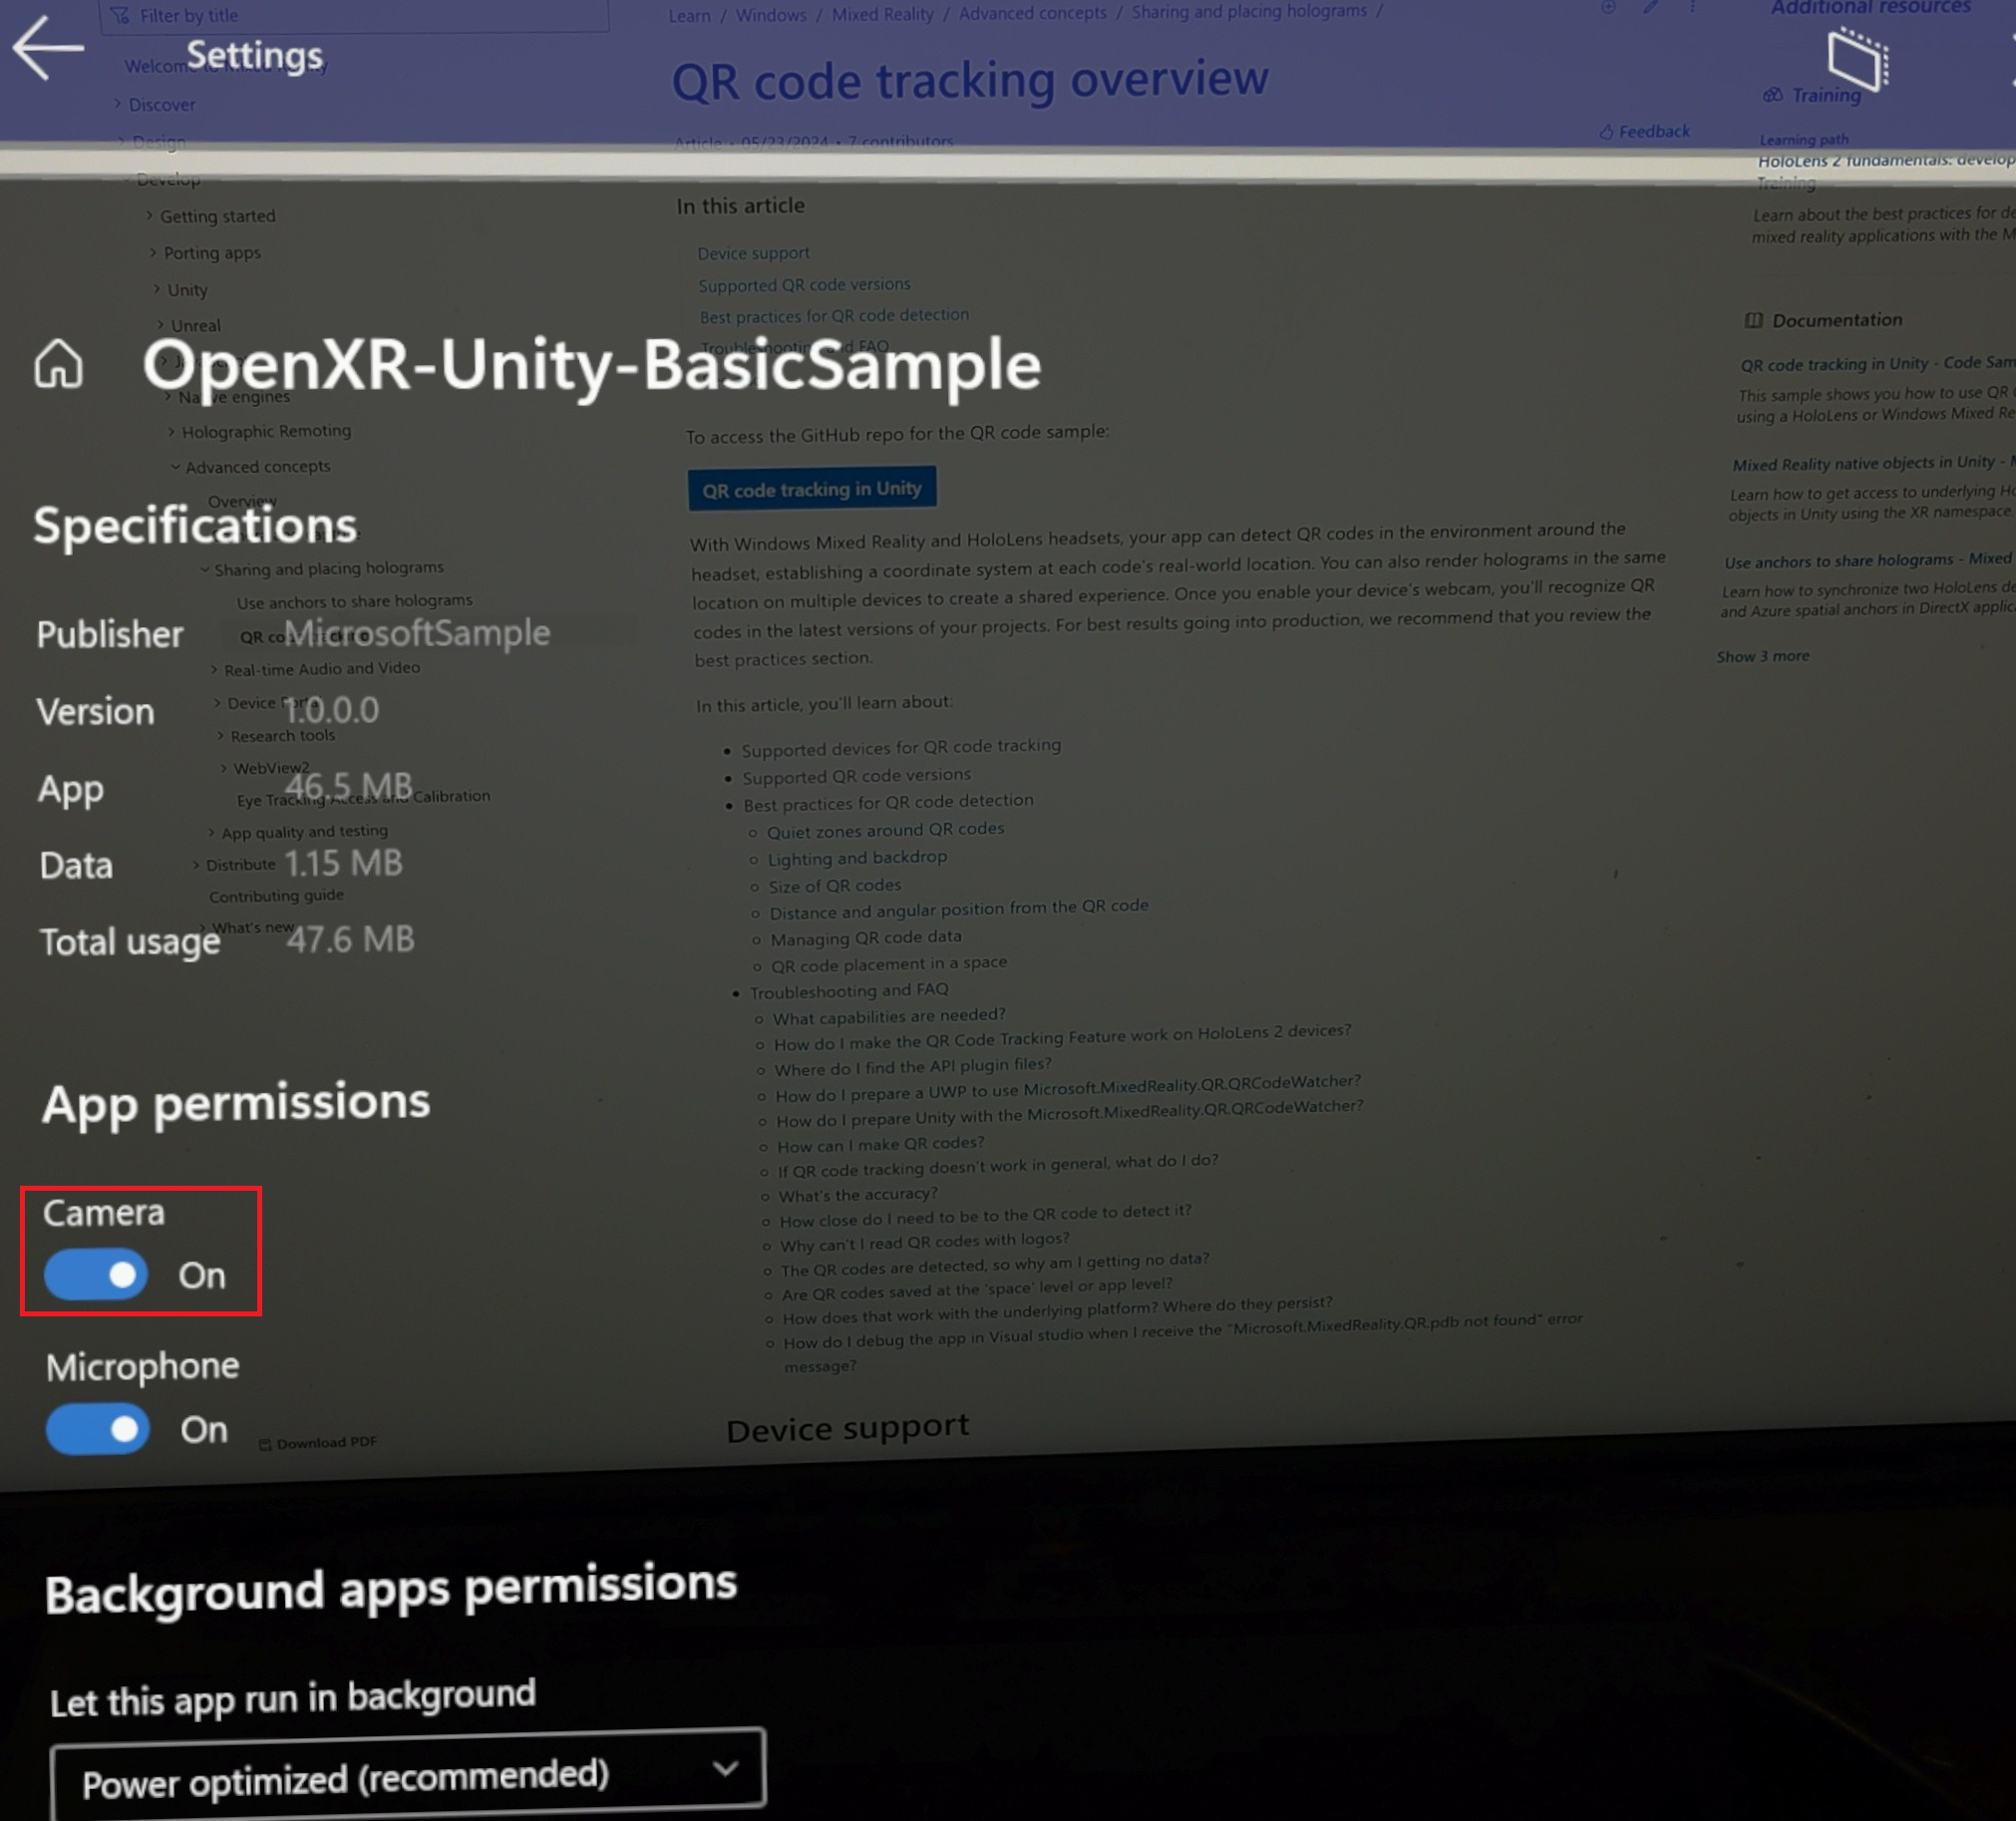 Filter by title
Learn / Windows / Mixed Reality / Advanced concepts / Sharing and placing holograms /
Additional resources
Settings
Discover
Design
QR code tracking overview
Article • 05/23/2024 • 7 contributors
Feedback
Training
Learning path
HoloLens 2 fundamentals: develop
Training
Learn about the best practices for
mixed reality applications with the
Develop
Getting started
Porting apps
Unity
Unreal
Native engines
Holographic Remoting
Advanced concepts
Overview
Sharing and placing holograms
Use anchors to share holograms
Real-time Audio and Video
Device
Research tools
WebView2
Eye Tracking Access and Calibration
App quality and testing
Distribute
Contributing guide
What's new
Download PDF
In this article
Device support
Supported QR code versions
Best practices for QR code detection
Troubleshooting and FAQ
To access the GitHub repo for the QR code sample:
QR code tracking in Unity
With Windows Mixed Reality and HoloLens headsets, your app can detect QR codes in the environment around the
headset, establishing a coordinate system at each code's real-world location. You can also render holograms in the same
location on multiple devices to create a shared experience. Once you enable your device's webcam, you'll recognize QR
codes in the latest versions of your projects. For best results going into production, we recommend that you review the
best practices section.
In this article, you'll learn about:
• Supported devices for QR code tracking
• Supported QR code versions
• Best practices for QR code detection
○ Quiet zones around QR codes
○ Lighting and backdrop
○ Size of QR codes
○ Distance and angular position from the QR code
○ Managing QR code data
○ QR code placement in a space
• Troubleshooting and FAQ
○ What capabilities are needed?
○ How do I make the QR Code Tracking Feature work on HoloLens 2 devices?
○ Where do I find the API plugin files?
○ How do I prepare a UWP to use Microsoft.MixedReality.QR.QRCodeWatcher?
○ How do I prepare Unity with the Microsoft.MixedReality.QR.QRCodeWatcher?
○ How can I make QR codes?
○ If QR code tracking doesn't work in general, what do I do?
○ What's the accuracy?
○ How close do I need to be to the QR code to detect it?
○ Why can't I read QR codes with logos?
○ The QR codes are detected, so why am I getting no data?
○ Are QR codes saved at the 'space' level or app level?
○ How does that work with the underlying platform? Where do they persist?
○ How do I debug the app in Visual studio when I receive the "Microsoft.MixedReality.QR.pdb not found" error
message?
Device support
Documentation
QR code tracking in Unity - Code
This sample shows you how to use QR
using a HoloLens or Windows Mixed
Mixed Reality native objects in Unity -
Learn how to get access to underlying
objects in Unity using the XR namespace.
Use anchors to share holograms - Mixed
Learn how to synchronize two HoloLens
and Azure spatial anchors in DirectX
Show 3 more
OpenXR-Unity-BasicSample
Specifications
Publisher MicrosoftSample
Version 1.0.0.0
App 46.5 MB
Data 1.15 MB
Total usage 47.6 MB
App permissions
Camera
On
Microphone
On
Background apps permissions
Let this app run in background
Power optimized (recommended)